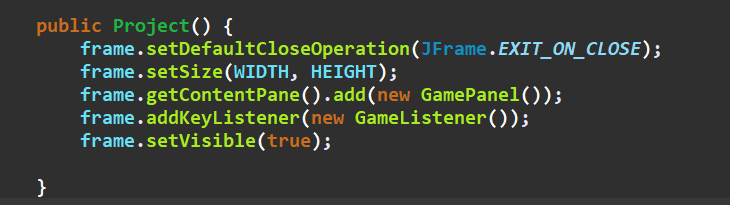 public Project() {
    frame.setDefaultCloseOperation(JFrame.EXIT_ON_CLOSE);
    frame.setSize(WIDTH, HEIGHT);
    frame.getContentPane().add(new GamePanel());
    frame.addKeyListener(new GameListener());
    frame.setVisible(true);
}